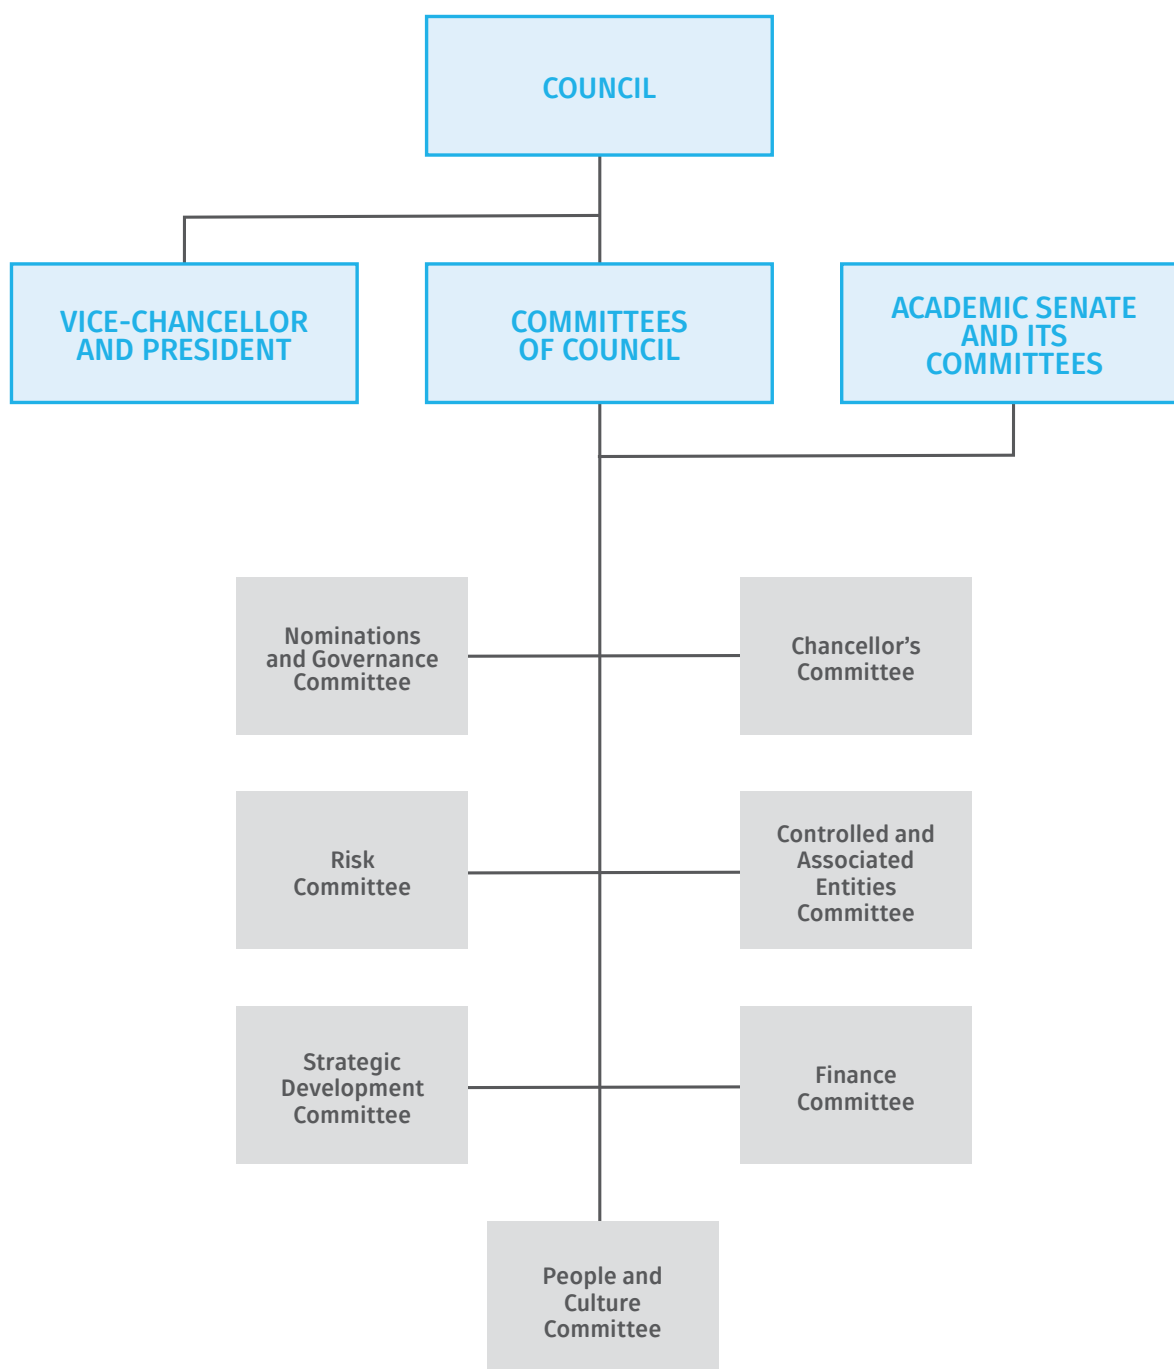 COUNCIL
VICE-CHANCELLOR
AND PRESIDENT
COMMITTEES
OF COUNCIL
ACADEMIC SENATE
AND ITS
COMMITTEES
Nominations
and Governance
Committee
Chancellor’s
Committee
Risk
Committee
Controlled and
Associated
Entities
Committee
Strategic
Development
Committee
Finance
Committee
People and
Culture
Committee